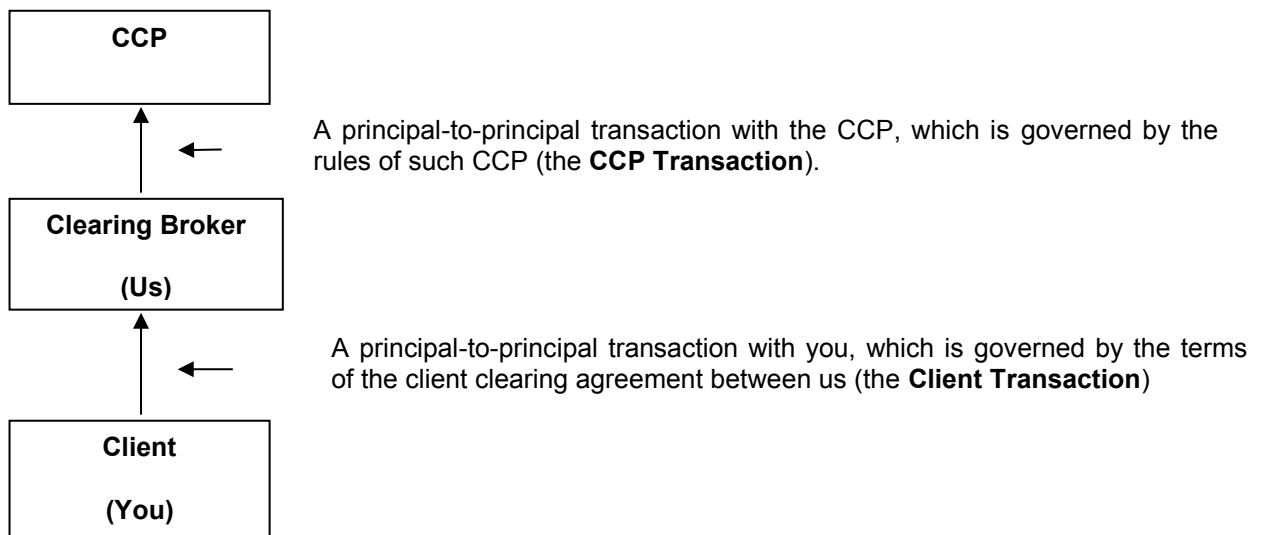 CCP
A principal-to-principal transaction with the CCP, which is governed by the
rules of such CCP (the CCP Transaction).
Clearing Broker
(Us)
A principal-to-principal transaction with you, which is governed by the terms
of the client clearing agreement between us (the Client Transaction)
Client
(You)